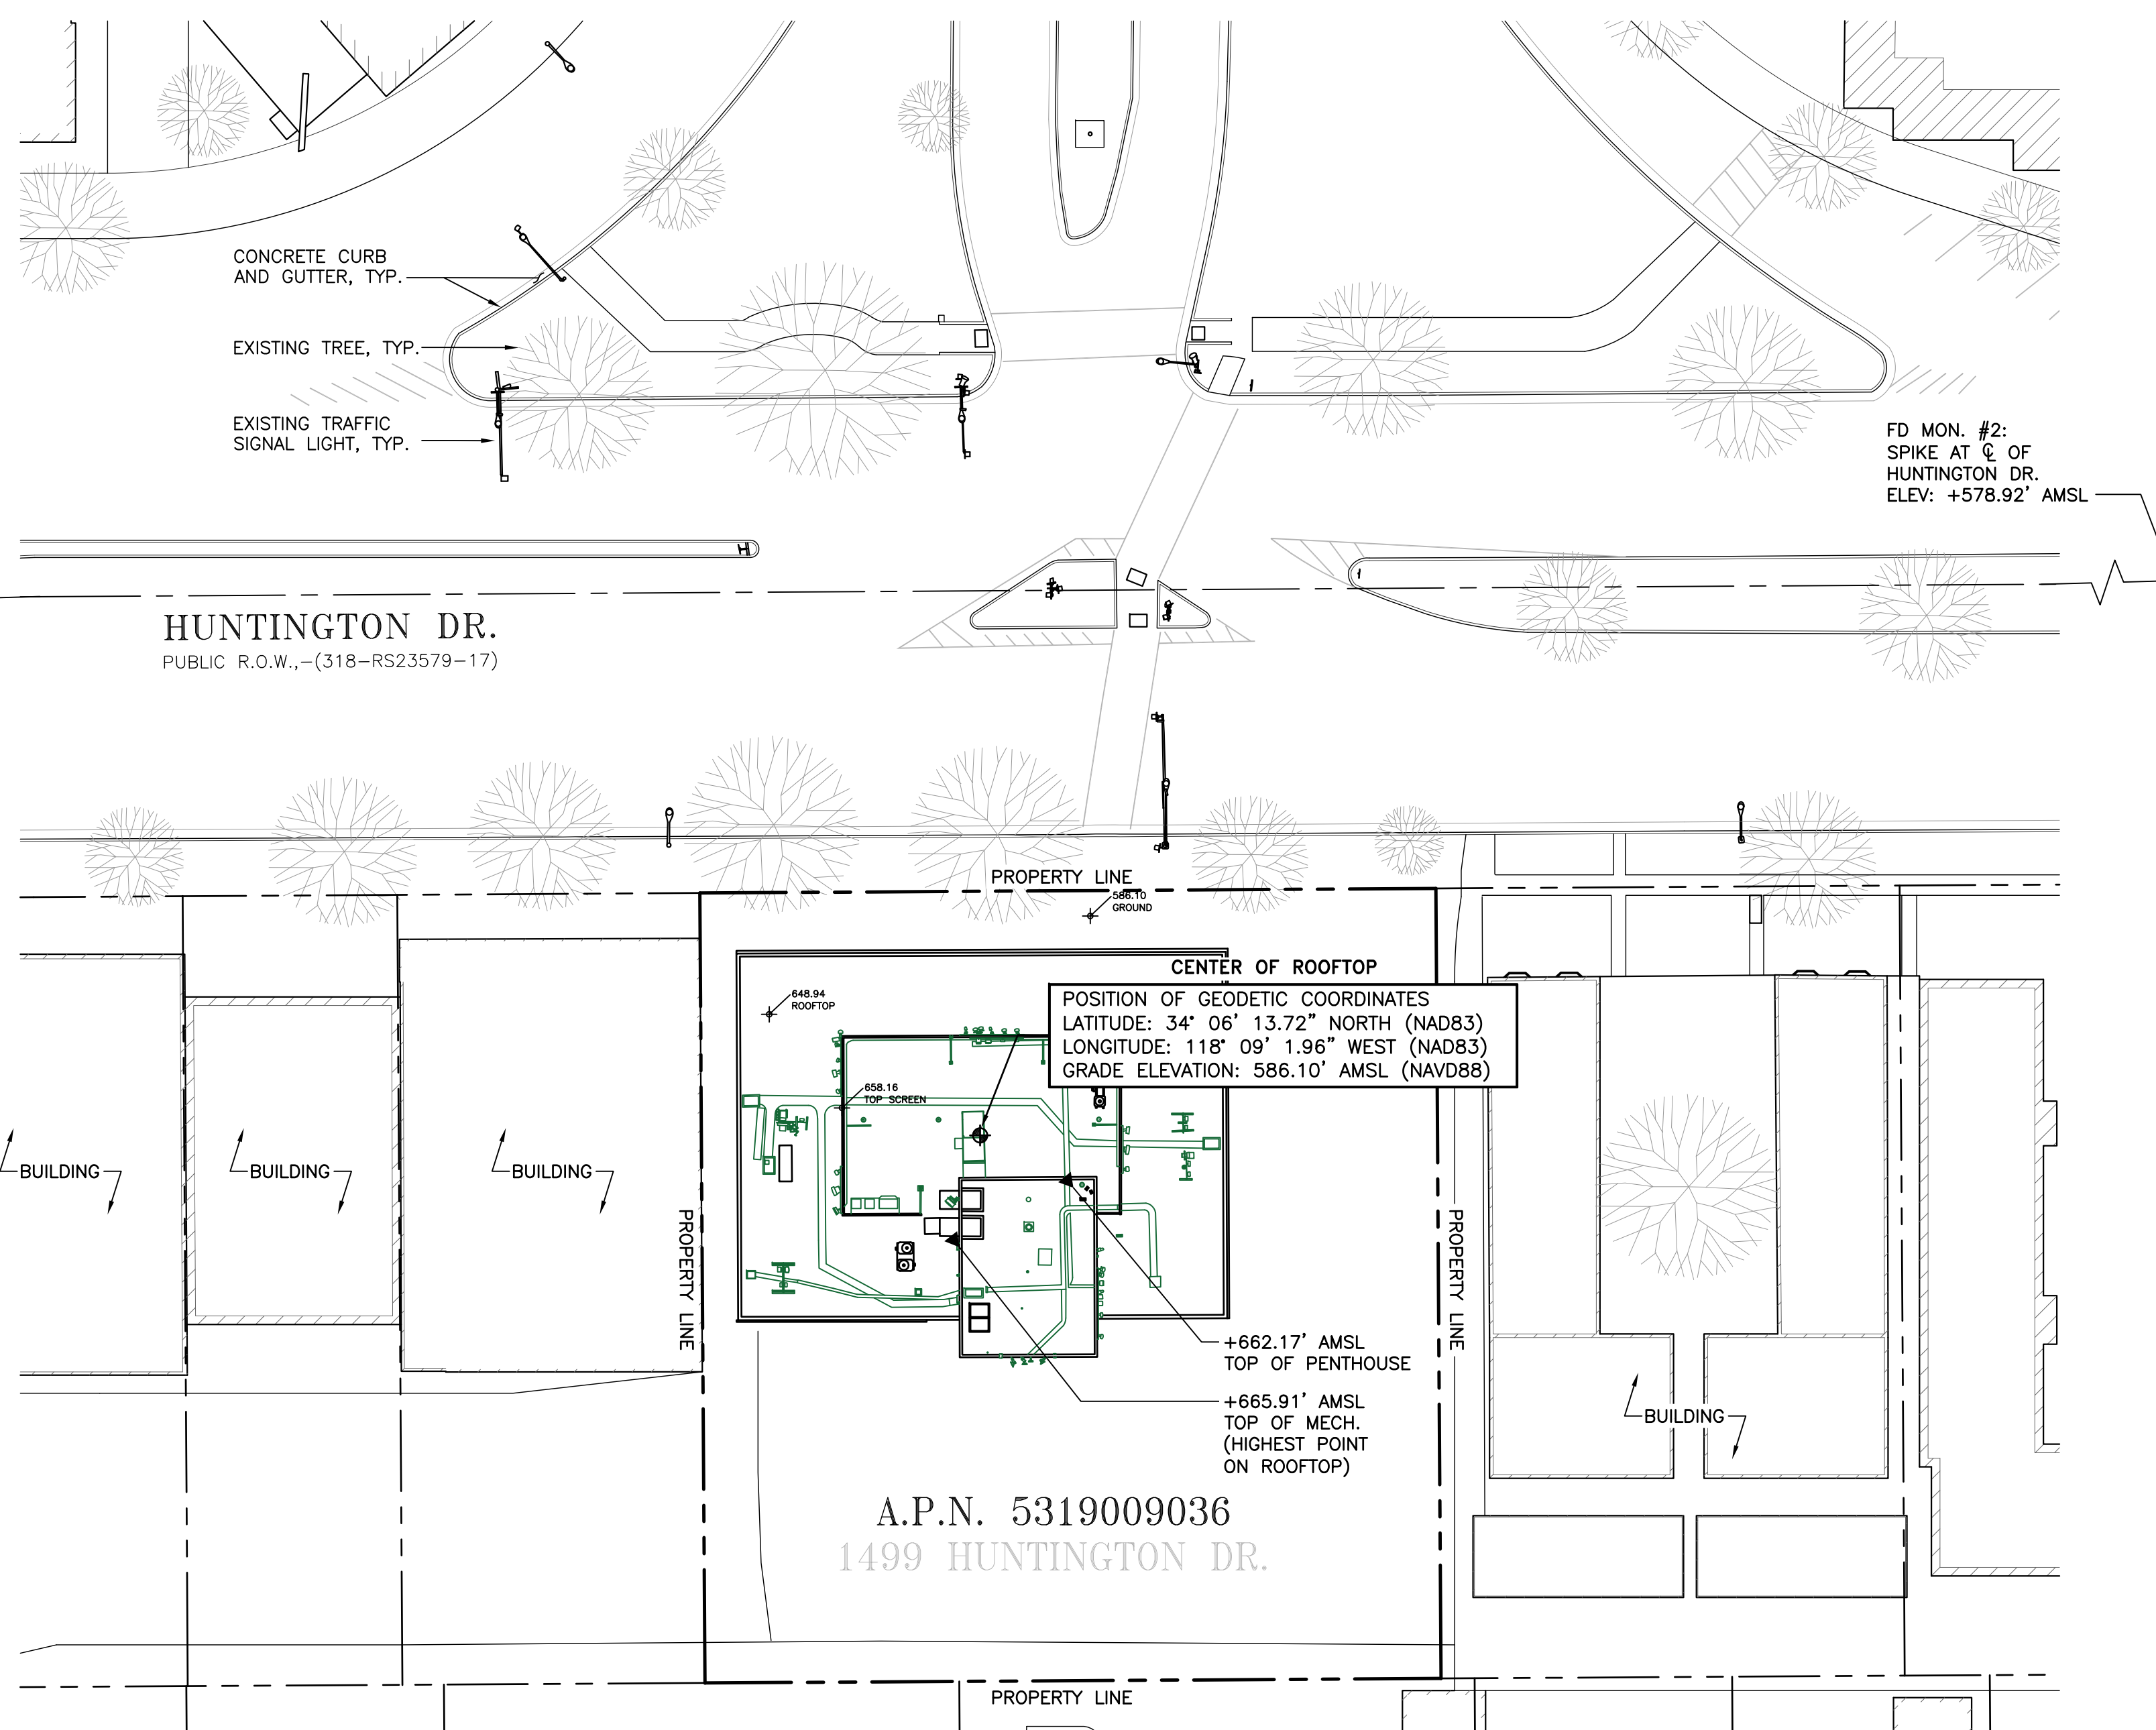 CONCRETE CURB
AND GUTTER, TYP.
EXISTING TREE, TYP.
EXISTING TRAFFIC
SIGNAL LIGHT, TYP.
FD MON. #2:
SPIKE AT ℄ OF
HUNTINGTON DR.
ELEV: +578.92' AMSL
HUNTINGTON DR.
PUBLIC R.O.W.,-(318-RS23579-17)
PROPERTY LINE
586.10
GROUND
CENTER OF ROOFTOP
POSITION OF GEODETIC COORDINATES
LATITUDE: 34° 06' 13.72" NORTH (NAD83)
LONGITUDE: 118° 09' 1.96" WEST (NAD83)
GRADE ELEVATION: 586.10' AMSL (NAVD88)
648.94
ROOFTOP
658.16
TOP SCREEN
BUILDING
BUILDING
BUILDING
PROPERTY LINE
PROPERTY LINE
+662.17' AMSL
TOP OF PENTHOUSE
+665.91' AMSL
TOP OF MECH.
(HIGHEST POINT
ON ROOFTOP)
BUILDING
A.P.N. 5319009036
1499 HUNTINGTON DR.
PROPERTY LINE